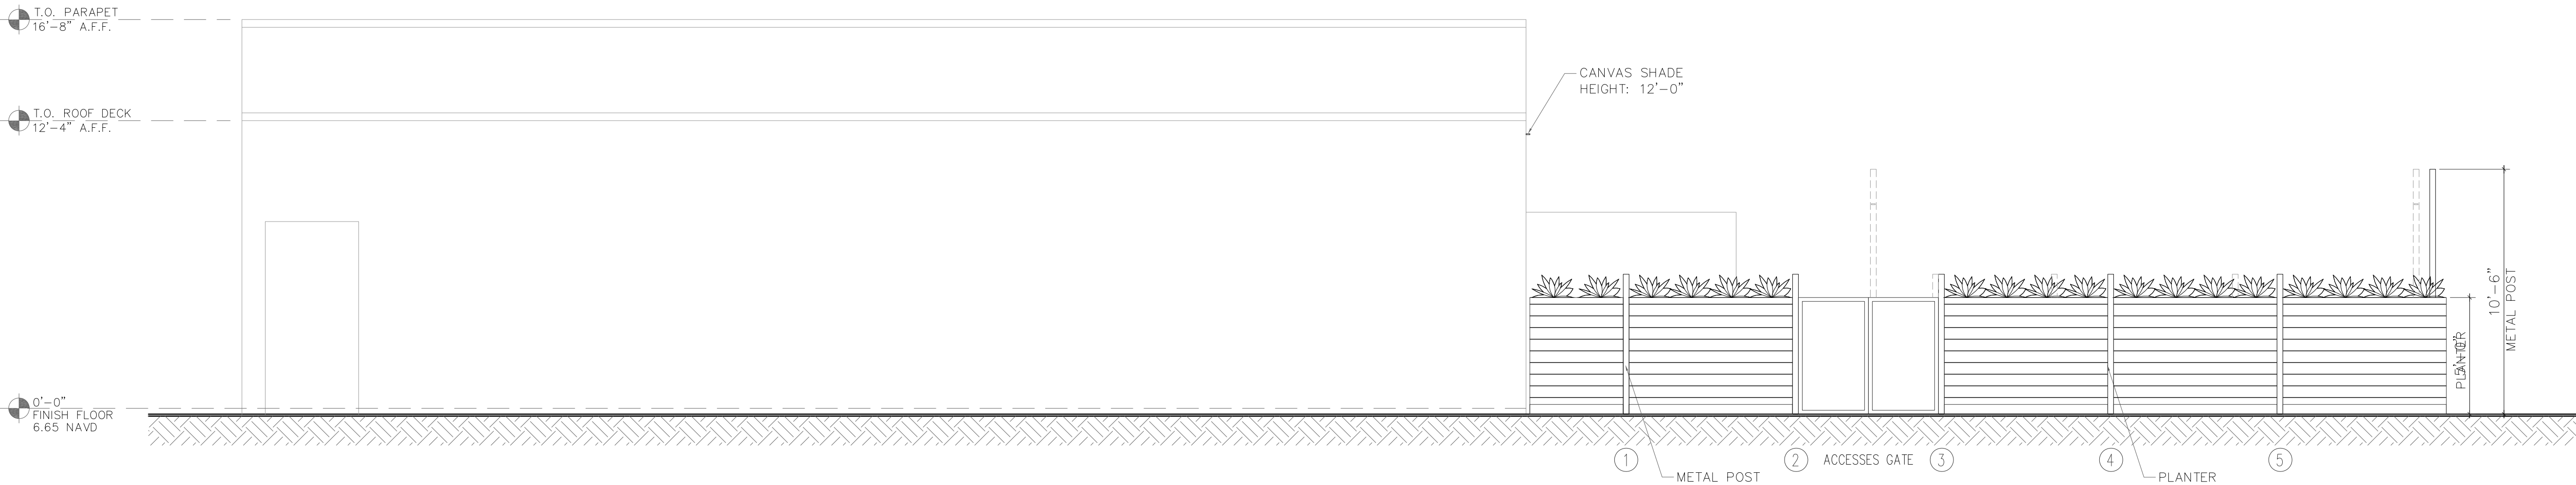 T.O. PARAPET
16'-8" A.F.F.
T.O. ROOF DECK
12'-4" A.F.F.
CANVAS SHADE
HEIGHT: 12'-0"
0'-0"
FINISH FLOOR
6.65 NAVD
PLANTER
10'-6"
METAL POST
1
2
ACCESSES GATE
3
4
5
METAL POST
PLANTER